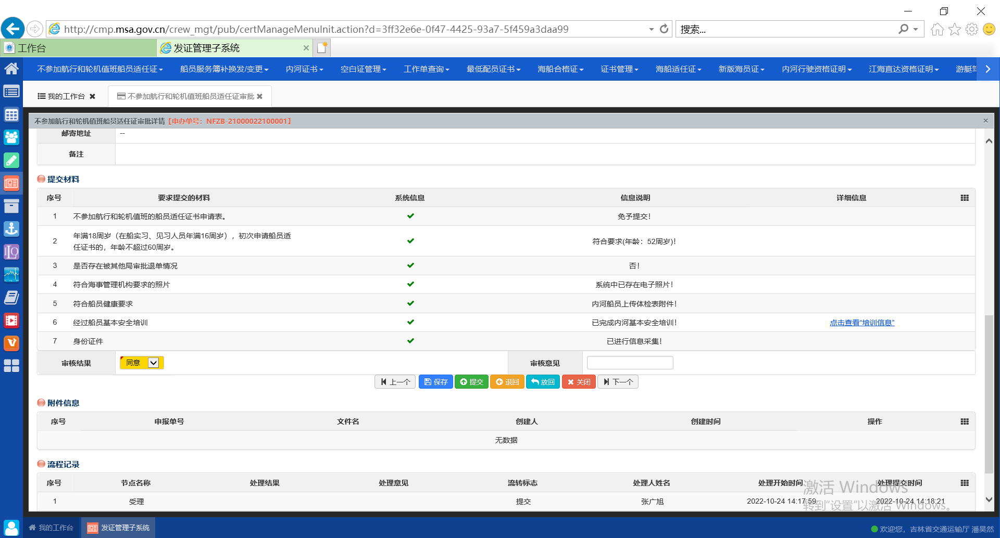 http://cmp.msa.gov.cn/crew_mgt/pub/certManageMenuInit.action?d=3ff32e6e-0f47-4425-93a7-5f459a3daa99
搜索...
工作台
发证管理子系统
不参加航行和轮机值班船员适任证 船员服务簿补换发/变更 内河证书 空白证管理 工作单查询 最低配员证书 海船合格证 证书管理 海船适任证 新版海员证 内河行驶资格证明 江海直达资格证明 游艇
我的工作台 不参加航行和轮机值班船员适任证审批
不参加航行和轮机值班船员适任证审批详情【申办单号：NFZB-21000022100001】
邮寄地址 --
备注
提交材料
序号 要求提交的材料 系统信息 信息说明 详细信息
1 不参加航行和轮机值班的船员适任证书申请表。 免予提交！
2 年满18周岁（在船实习、见习人员年满16周岁），初次申请船员适
任证书的，年龄不超过60周岁。 符合要求(年龄：52周岁)！
3 是否存在被其他局审批退单情况 否！
4 符合海事管理机构要求的照片 系统中已存在电子照片！
5 符合船员健康要求 内河船员上传体检表附件！
6 经过船员基本安全培训 已完成内河基本安全培训！ 点击查看“培训信息”
7 身份证件 已进行信息采集！
审核结果 同意 审核意见
上一个 保存 提交 退回 放回 关闭 下一个
附件信息
序号 申报单号 文件名 创建人 创建时间 操作
无数据
流程记录
序号 节点名称 处理结果 处理意见 流转标志 处理人姓名 处理开始时间 处理提交时间
1 受理 提交 张广旭 2022-10-24 14:17:59 2022-10-24 14:18:21
激活 Windows
转到“设置”以激活 Windows。
我的工作台 发证管理子系统
欢迎您，吉林省交通运输厅 潘昊然